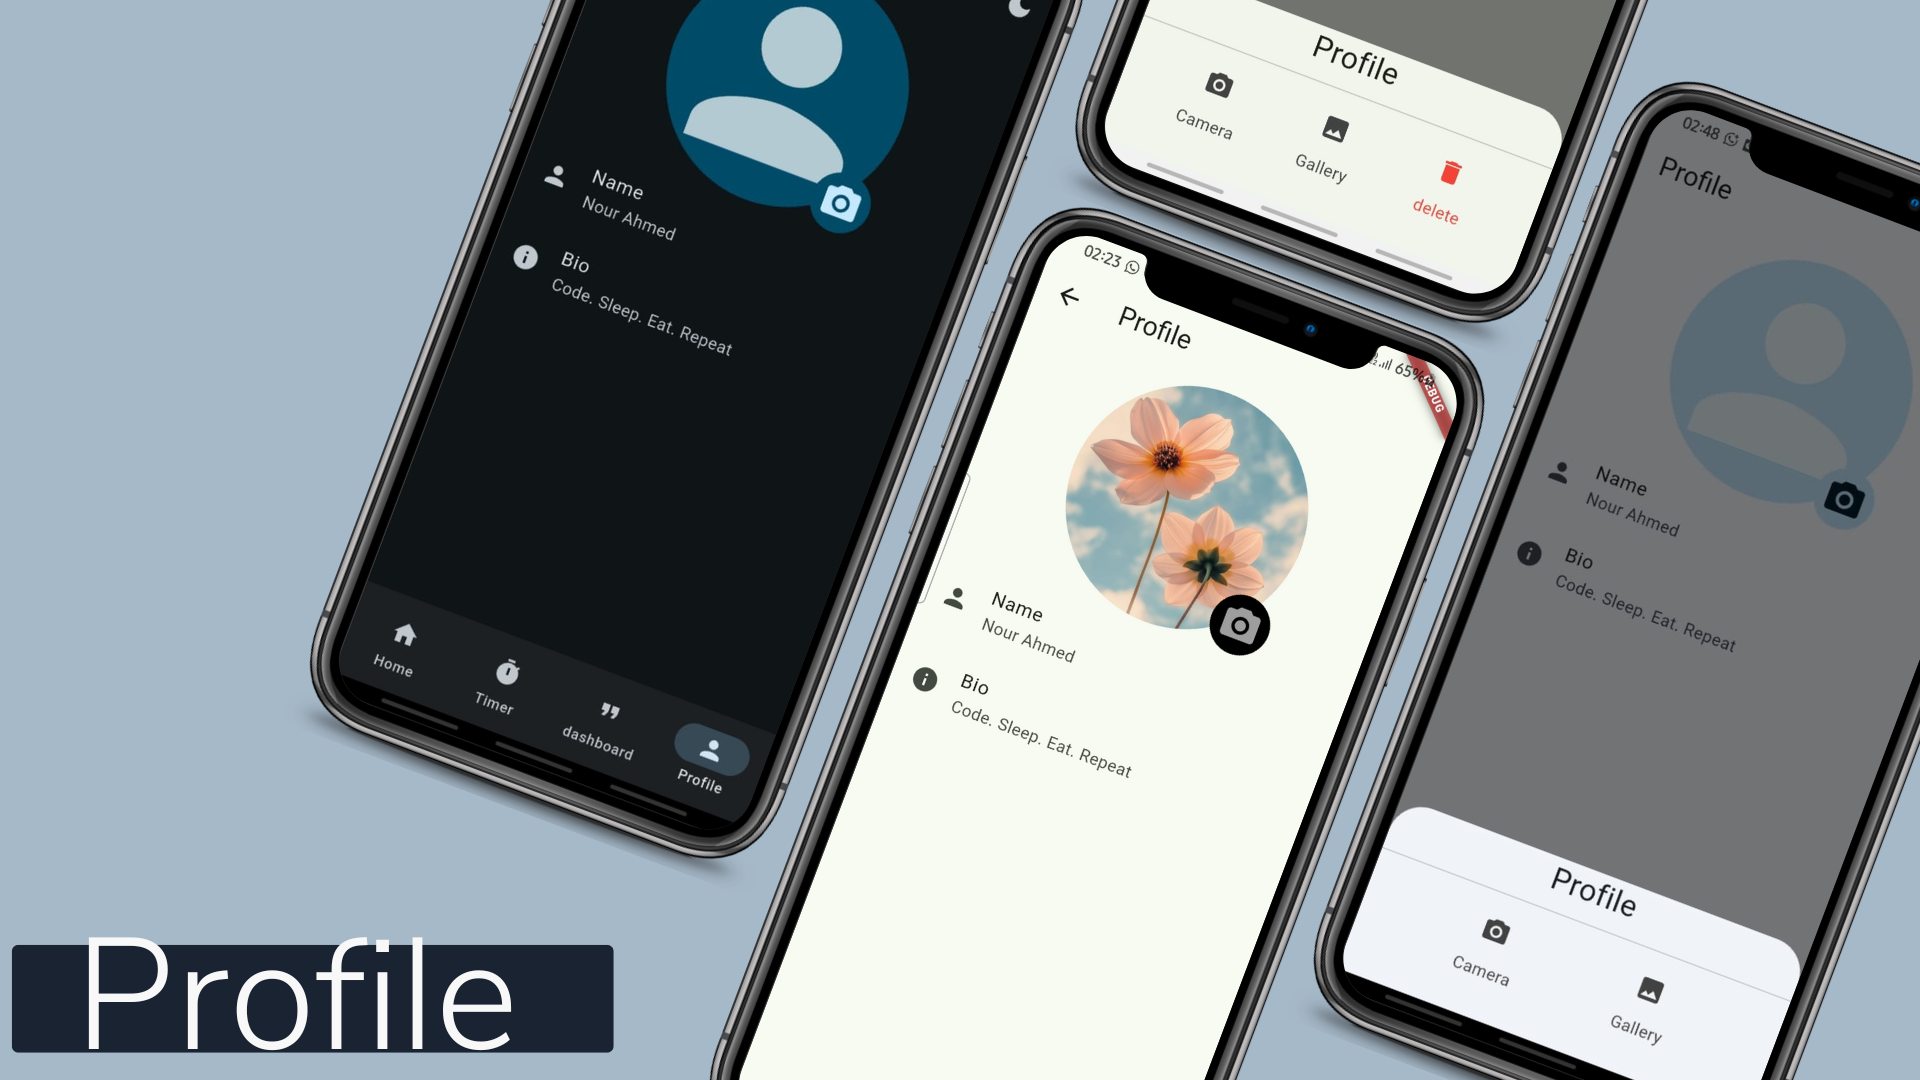 Name
Nour Ahmed
Bio
Code. Sleep. Eat. Repeat
Home
Timer
dashboard
Profile
Profile
Camera
Gallery
delete
02:23
Profile
65%
Name
Nour Ahmed
Bio
Code. Sleep. Eat. Repeat
02:48
Profile
Name
Nour Ahmed
Bio
Code. Sleep. Eat. Repeat
Profile
Camera
Gallery
Profile